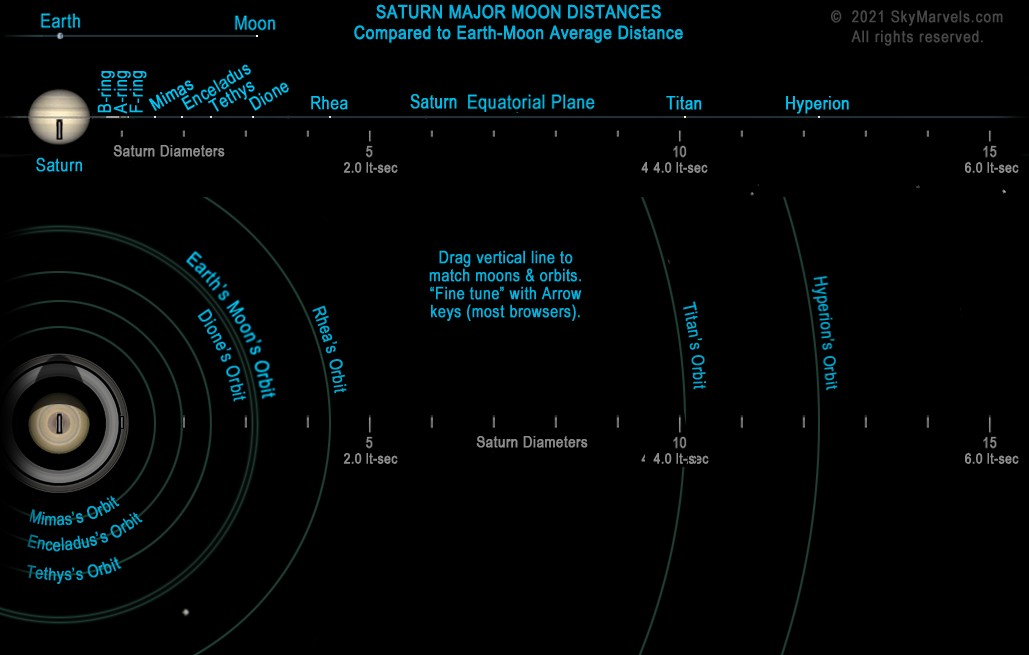 SATURN MAJOR MOON DISTANCES
Compared to Earth-Moon Average Distance
© 2021 SkyMarvels.com
All rights reserved.
Earth
Moon
B-ring
A-ring
F-ring
Mimas
Enceladus
Tethys
Dione
Rhea
Saturn Equatorial Plane
Titan
Hyperion
Saturn
Saturn Diameters
5
10
15
2.0 lt-sec
4 4.0 lt-sec
6.0 lt-sec
Drag vertical line to
match moons & orbits.
“Fine tune” with Arrow
keys (most browsers).
Earth's Moon's Orbit
Dione's Orbit
Rhea's Orbit
Titan's Orbit
Hyperion's Orbit
5
Saturn Diameters
10
15
2.0 lt-sec
4.0 lt-sec
6.0 lt-sec
Mimas's Orbit
Enceladus's Orbit
Tethys's Orbit